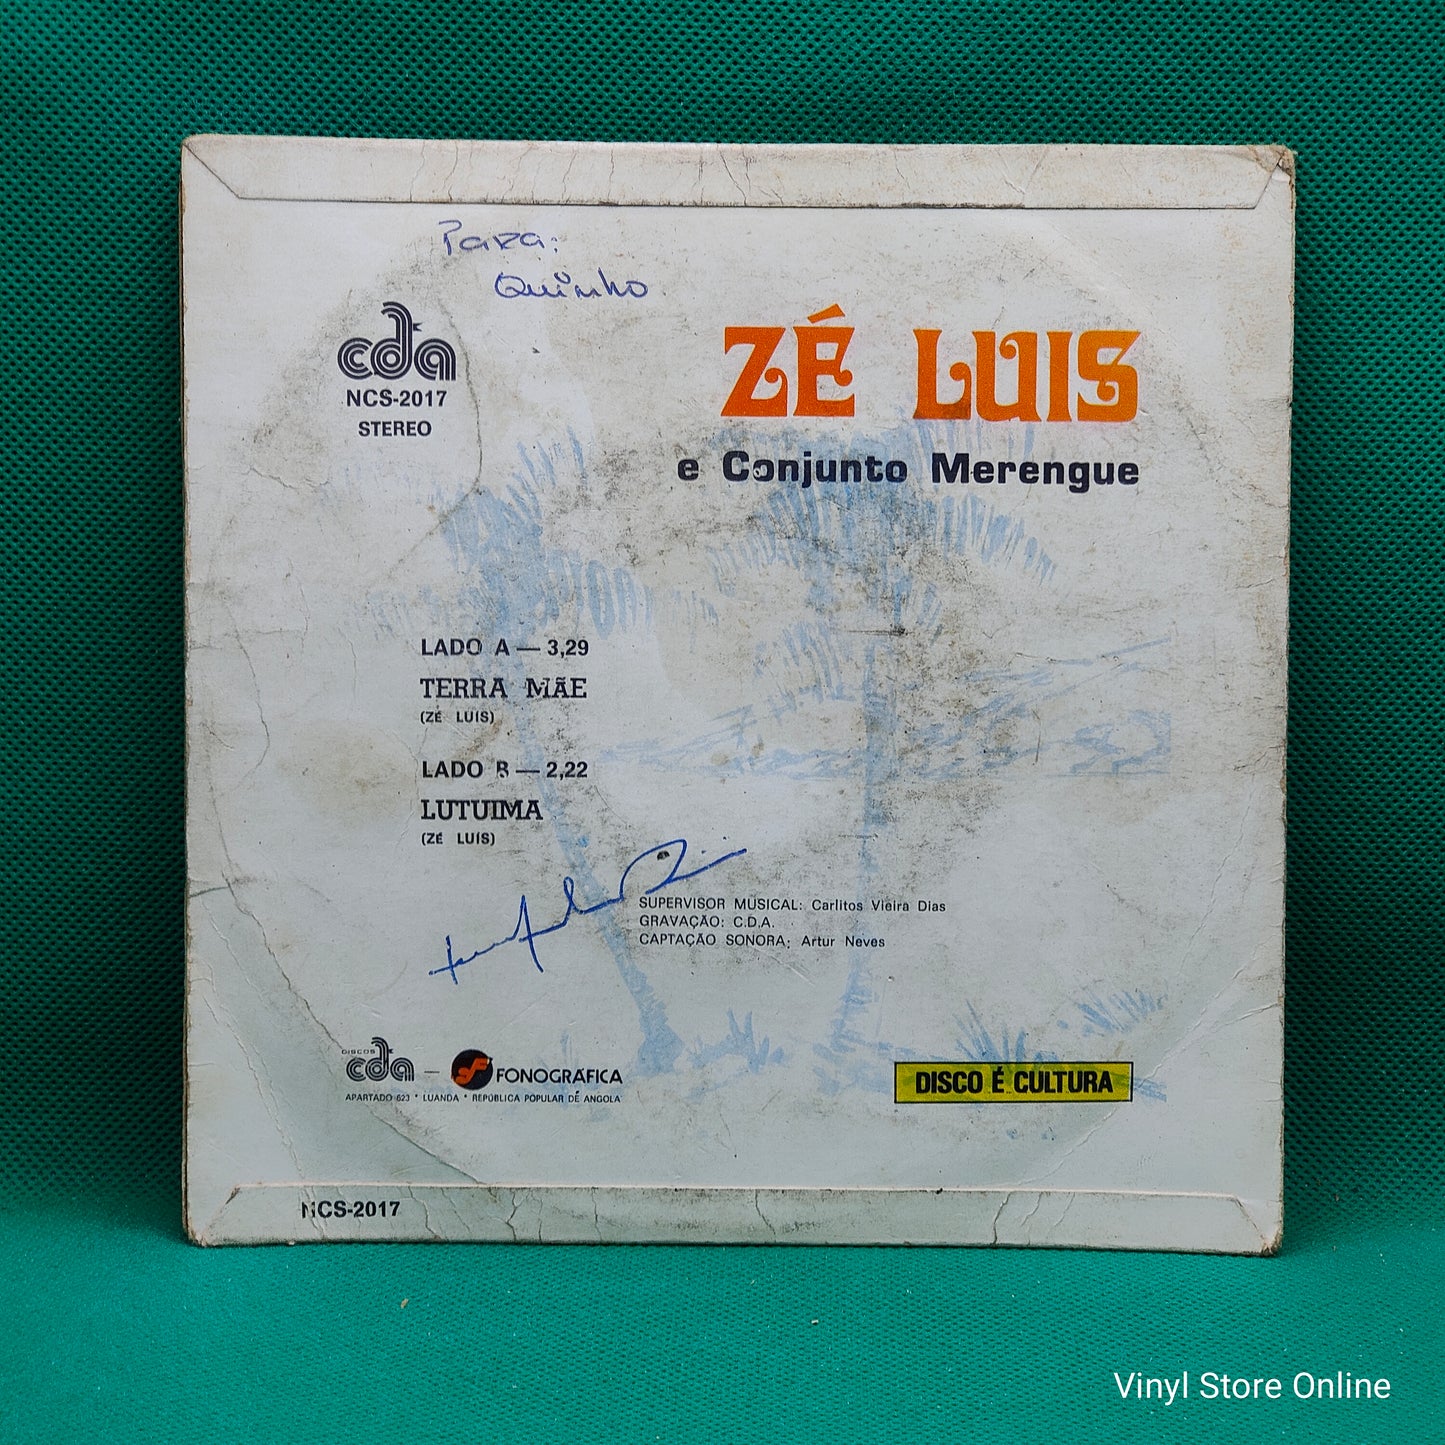 Para:
Quinho
cda
NCS-2017
STEREO
ZÉ LUIS
e Conjunto Merengue
LADO A — 3,29
TERRA MÃE
(ZÉ LUIS)
LADO B — 2,22
LUTUIMA
(ZÉ LUÍS)
SUPERVISOR MUSICAL: Carlitos Vieira Dias
GRAVAÇÃO: C.D.A.
CAPTAÇÃO SONORA: Artur Neves
DISCOS
cda — FONOGRÁFICA
APARTADO 623 * LUANDA * REPÚBLICA POPULAR DE ANGOLA
DISCO É CULTURA
NCS-2017
Vinyl Store Online